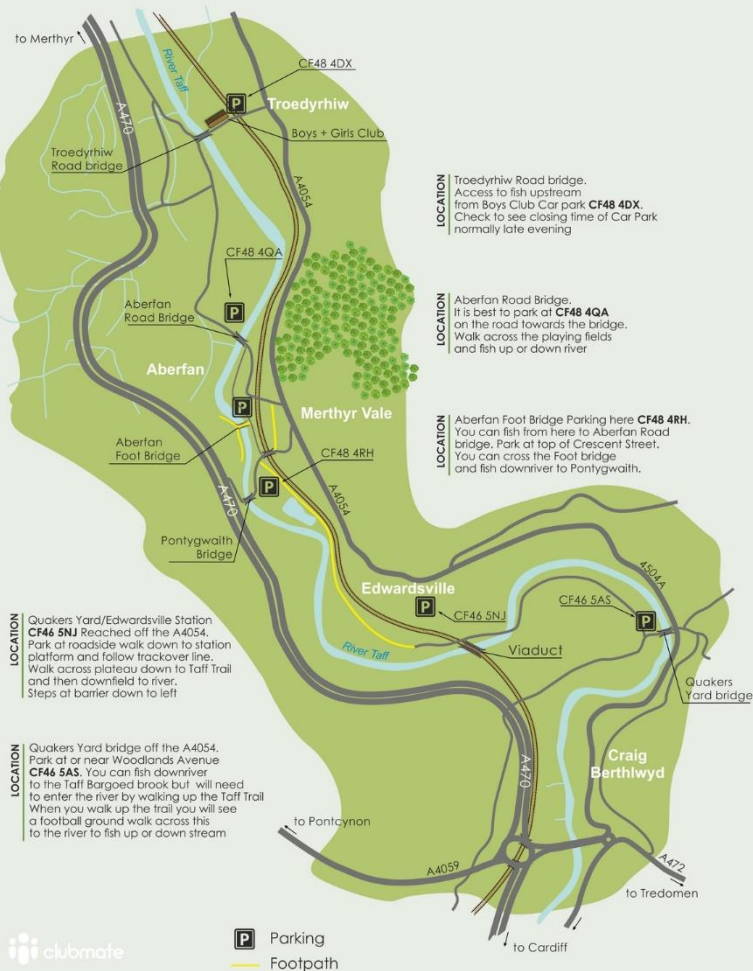 to Merthyr
River Taff
CF48 4DX
Troedyrhiw
Boys + Girls Club
A470
Troedyrhiw
Road bridge
A4054
LOCATION
Troedyrhiw Road bridge.
Access to fish upstream
from Boys Club Car park CF48 4DX.
Check to see closing time of Car Park
normally late evening
CF48 4QA
Aberfan
Road Bridge
LOCATION
Aberfan Road Bridge.
It is best to park at CF48 4QA
on the road towards the bridge.
Walk across the playing fields
and fish up or down river
Aberfan
Merthyr Vale
Aberfan
Foot Bridge
CF48 4RH
LOCATION
Aberfan Foot Bridge Parking here CF48 4RH.
You can fish from here to Aberfan Road
bridge. Park at top of Crescent Street.
You can cross the Foot bridge
and fish downriver to Pontygwaith.
A470
A4054
Pontygwaith
Bridge
4504A
Edwardsville
CF46 5NJ
CF46 5AS
River Taff
Viaduct
Quakers
Yard bridge
LOCATION
Quakers Yard/Edwardsville Station
CF46 5NJ Reached off the A4054.
Park at roadside walk down to station
platform and follow trackover line.
Walk across plateau down to Taff Trail
and then downfield to river.
Steps at barrier down to left
LOCATION
Quakers Yard bridge off the A4054.
Park at or near Woodlands Avenue
CF46 5AS. You can fish downriver
to the Taff Bargoed brook but will need
to enter the river by walking up the Taff Trail
When you walk up the trail you will see
a football ground walk across this
to the river to fish up or down stream
A470
Craig
Berthlwyd
to Pontcynon
A4059
A472
to Tredomen
to Cardiff
clubmate
P Parking
Footpath
P
P
P
P
P
P